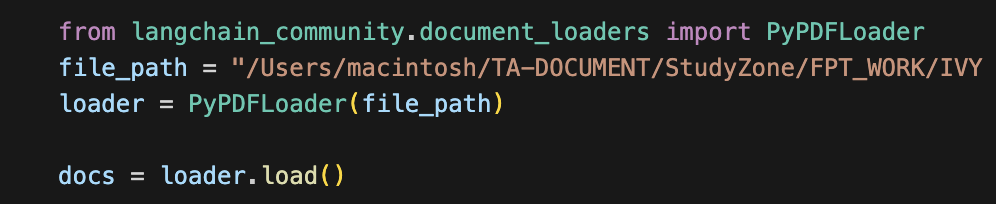 from langchain_community.document_loaders import PyPDFLoader
file_path = "/Users/macintosh/TA-DOCUMENT/StudyZone/FPT_WORK/IVY
loader = PyPDFLoader(file_path)
docs = loader.load()